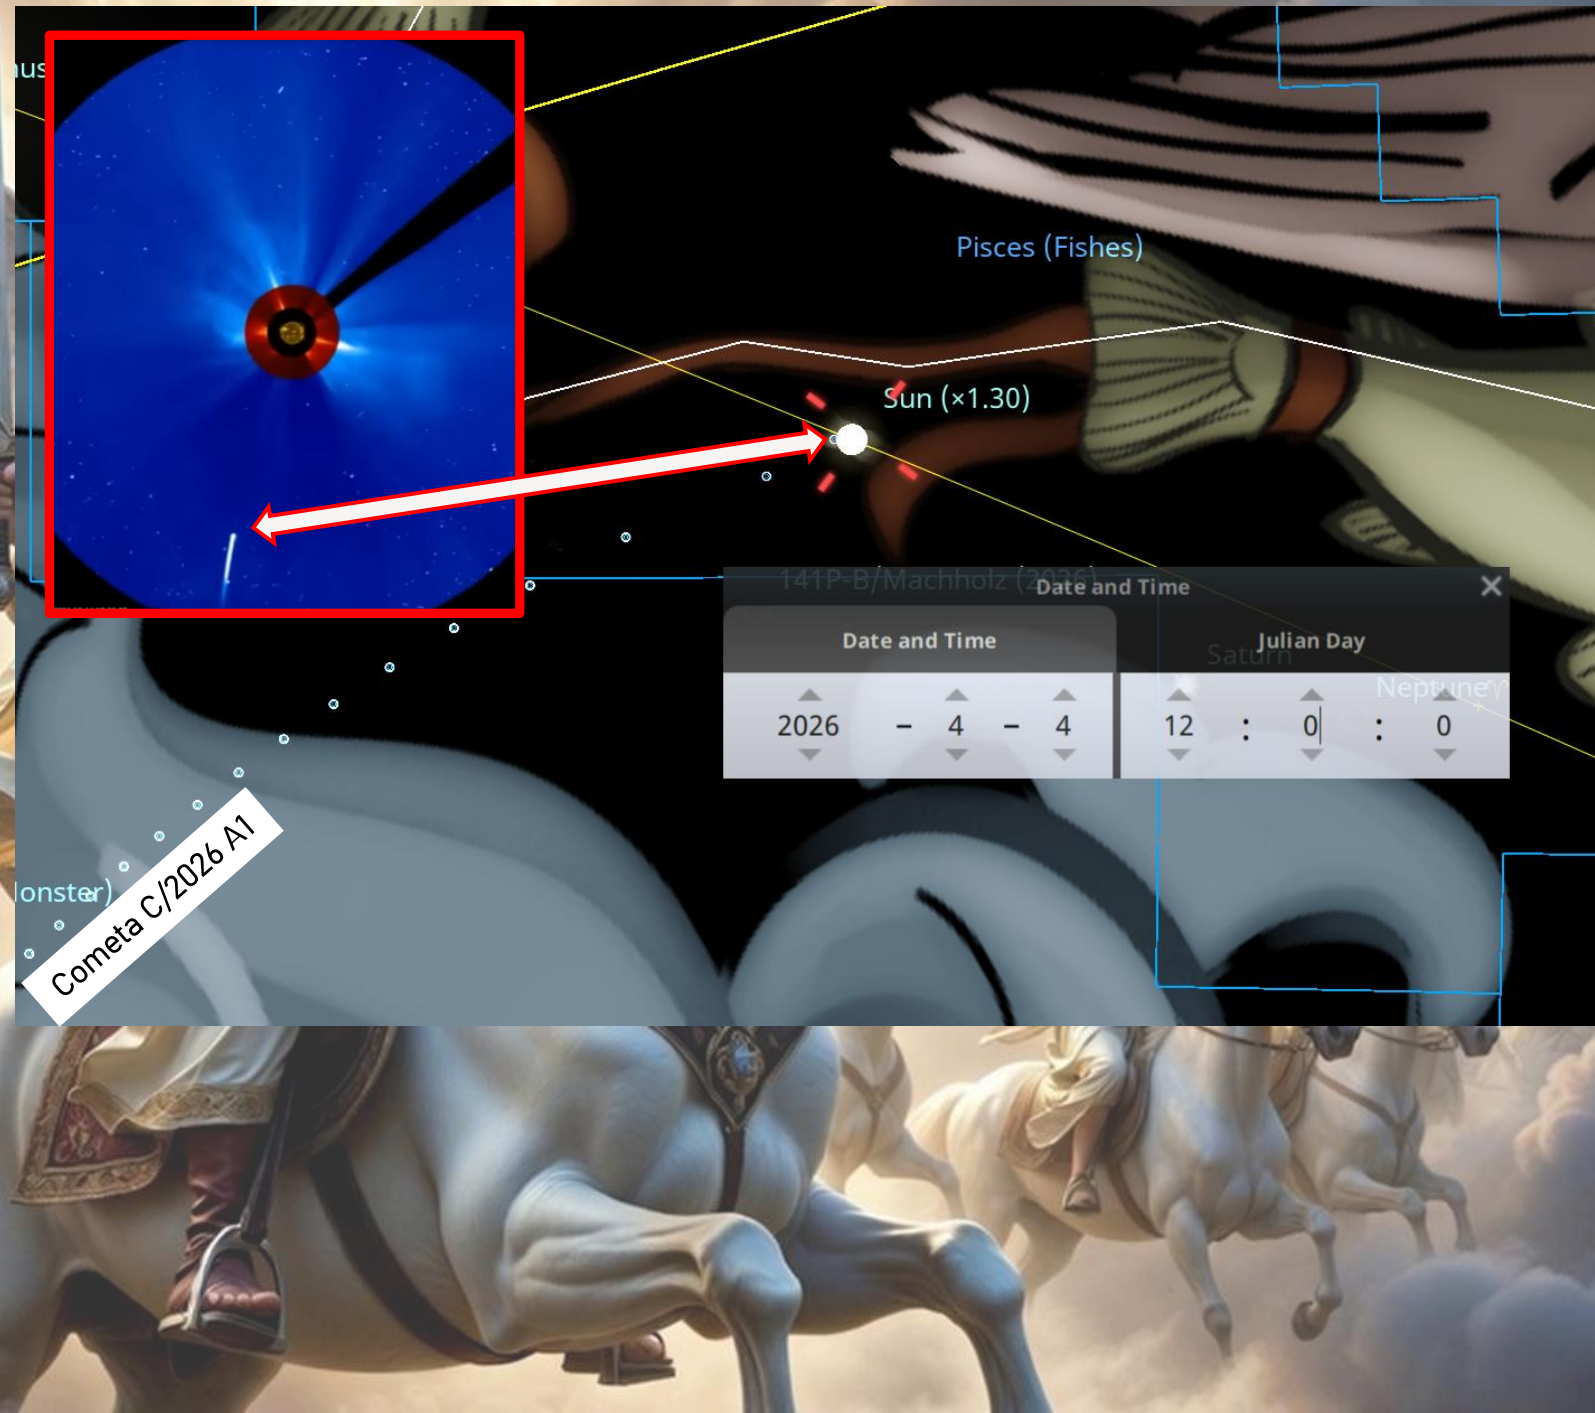 Pisces (Fishes)
Sun (×1.30)
141P-B/Machholz (2026)
Date and Time
Date and Time
Julian Day
Saturn
Neptune
2026 - 4 - 4 12 : 0 : 0
onster)
Cometa C/2026 A1